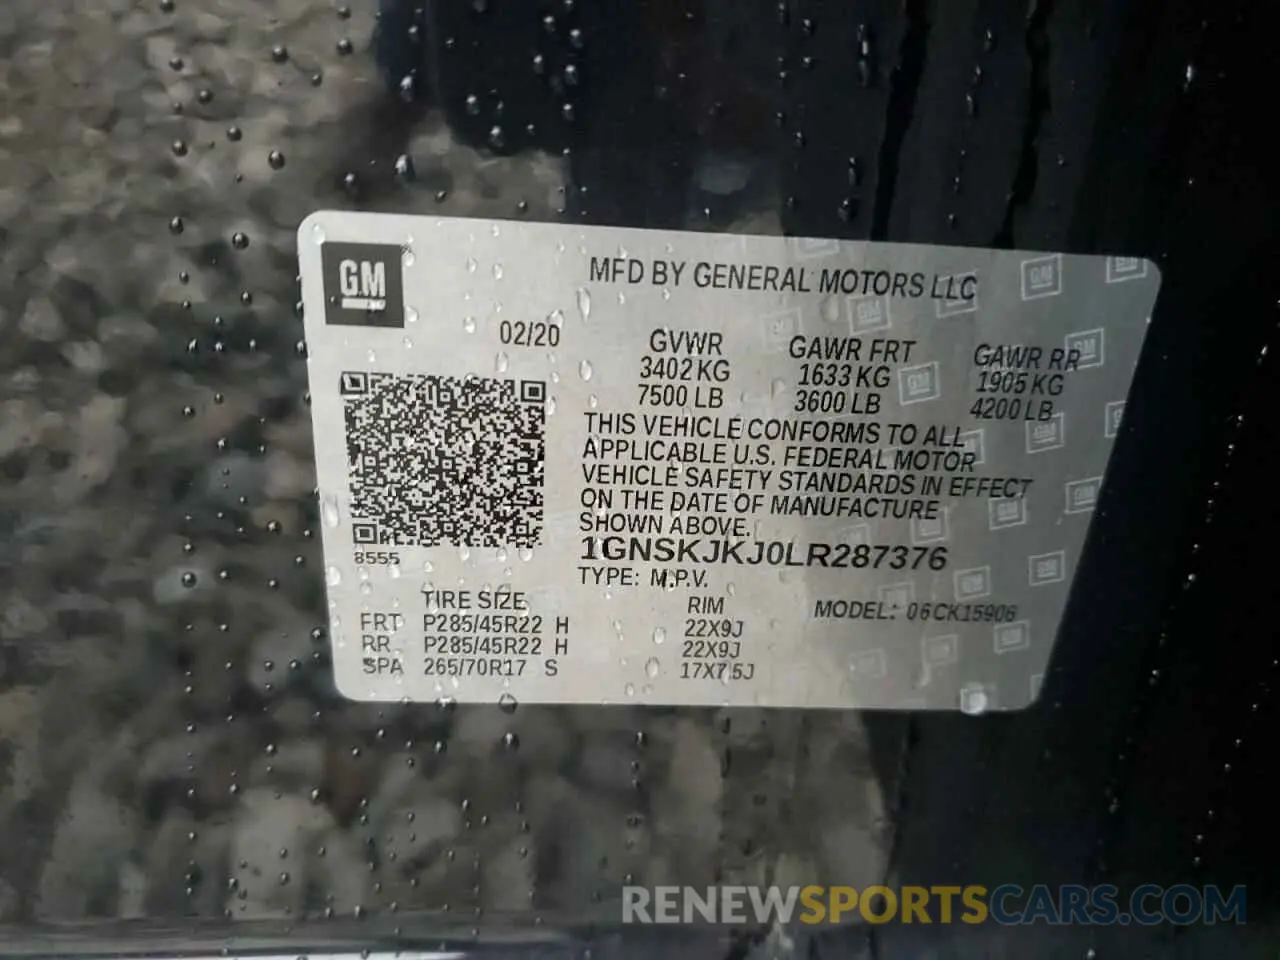 GM
MFD BY GENERAL MOTORS LLC
02/20
GVWR GAWR FRT GAWR RR
3402 KG 1633 KG 1905 KG
7500 LB 3600 LB 4200 LB
THIS VEHICLE CONFORMS TO ALL
APPLICABLE U.S. FEDERAL MOTOR
VEHICLE SAFETY STANDARDS IN EFFECT
ON THE DATE OF MANUFACTURE
SHOWN ABOVE.
8555
1GNSKJKJ0LR287376
TYPE: M.P.V.
TIRE SIZE RIM MODEL: 06CK15906
FRT P285/45R22 H 22X9J
RR P285/45R22 H 22X9J
SPA 265/70R17 S 17X7.5J
RENEWSPORTSCARS.COM